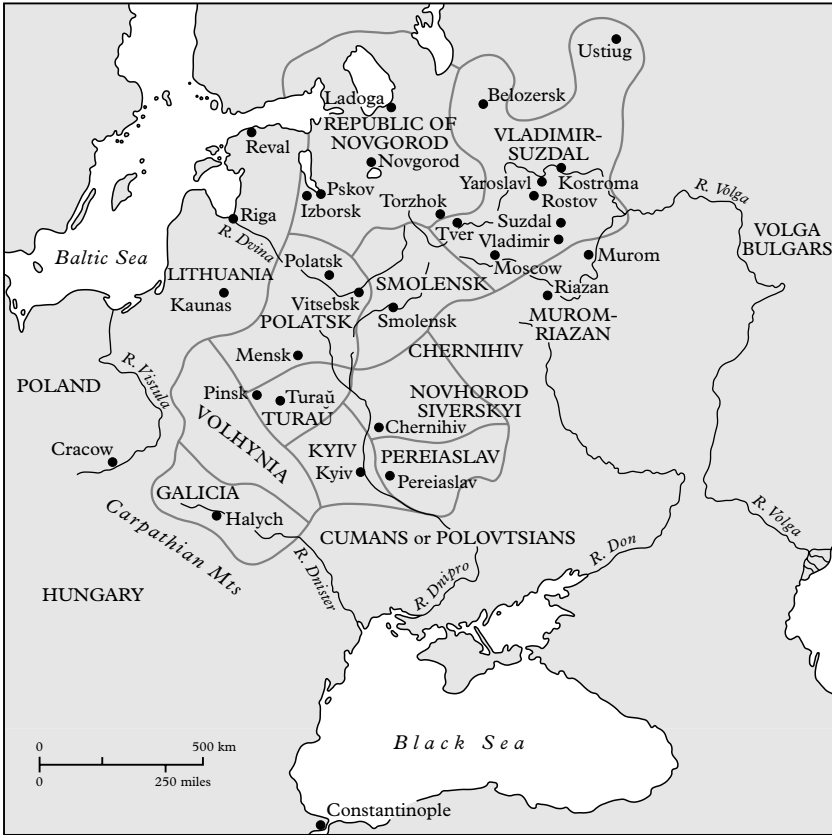 Ustiug
Belozersk
Ladoga
REPUBLIC OF
NOVGOROD
Reval
Novgorod
VLADIMIR-
SUZDAL
Yaroslavl
Kostroma
Rostov
Pskov
Izborsk
Torzhok
R. Volga
Riga
Tver
Suzdal
Vladimir
VOLGA
BULGARS
R. Dvina
Baltic Sea
Polatsk
Moscow
Murom
LITHUANIA
Kaunas
Vitsebsk
SMOLENSK
Riazan
POLATSK
Smolensk
MUROM-
RIAZAN
Mensk
CHERNIHIV
R. Vistula
POLAND
Pinsk
Turaŭ
TURAŬ
NOVHOROD
SIVERSKYI
VOLHYNIA
Chernihiv
Cracow
KYIV
Kyiv
PEREIASLAV
Pereiaslav
GALICIA
Halych
R. Volga
Carpathian Mts
CUMANS or POLOVTSIANS
R. Don
R. Dnister
R. Dnipro
HUNGARY
Black Sea
0
500 km
0
250 miles
Constantinople